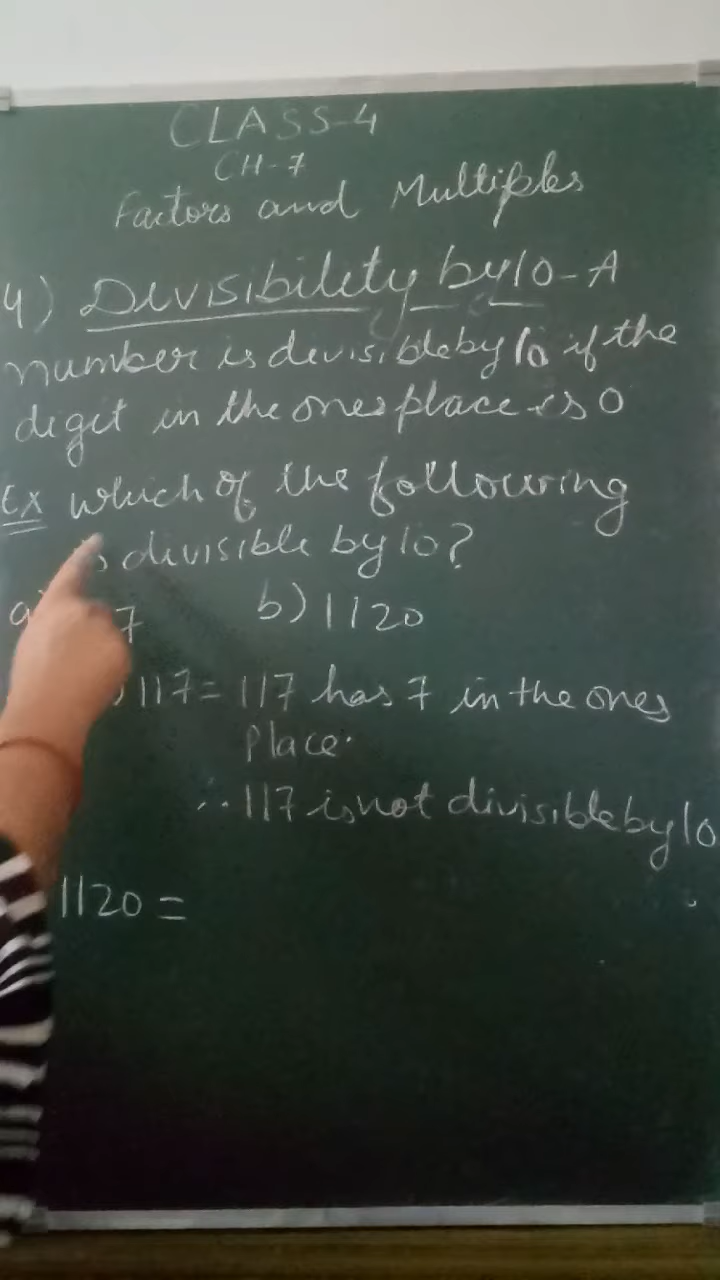 CLASS-4
CH-7
Factors and Multiples
4) Divisibility by 10 - A
number is divisible by 10 if the
digit in the ones place is 0
Ex which of the following
divisible by 10?
7 b) 1120
117 = 117 has 7 in the ones
Place.
∴ 117 is not divisible by 10
1120 =